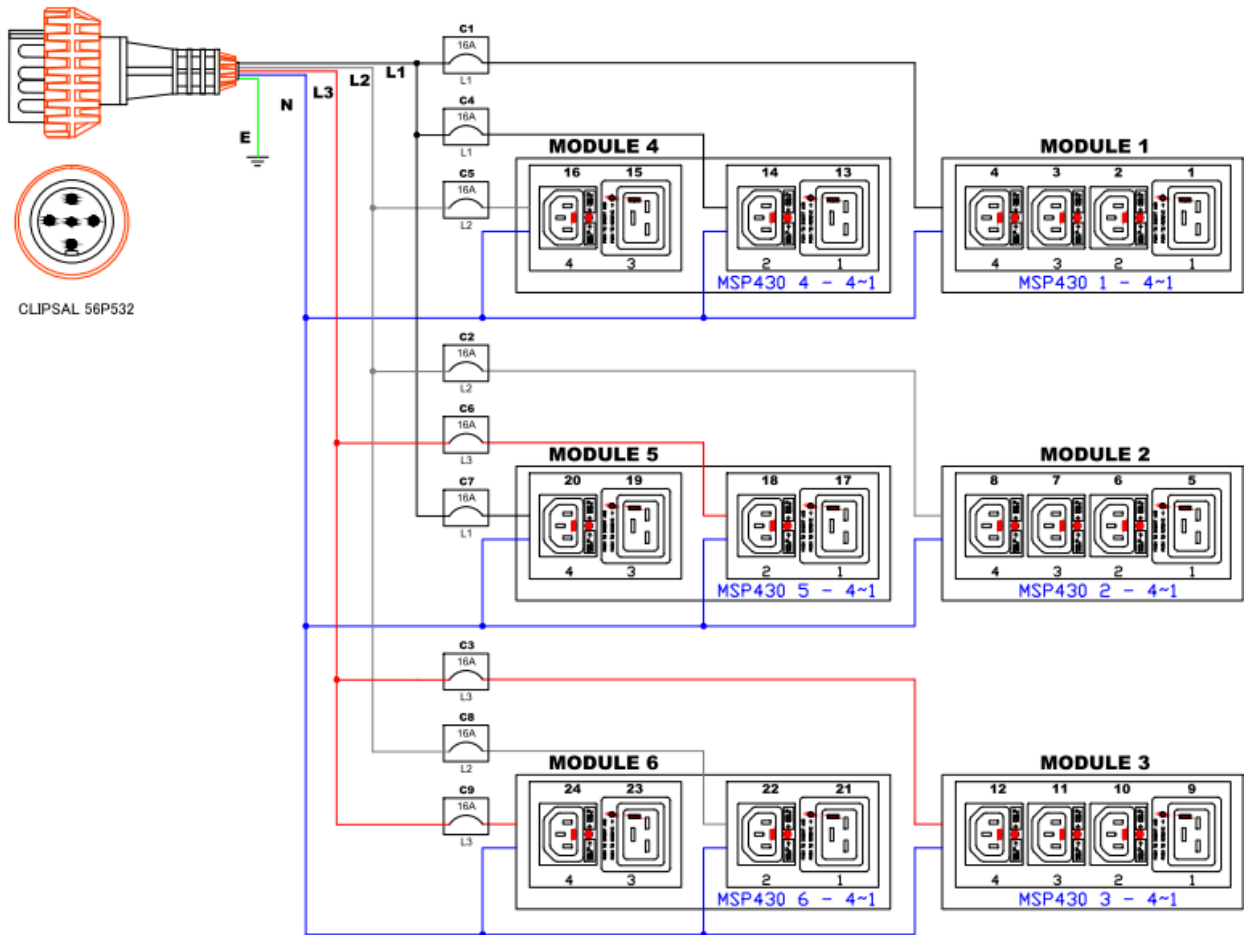 C1
16A
L1
L1
L2
L3
N
E
C4
16A
L1
C5
16A
L2
MODULE 4
16 15 14 13
4 3 2 1
MSP430 4 - 4~1
MODULE 1
4 3 2 1
4 3 2 1
MSP430 1 - 4~1
CLIPSAL 56P532
C2
16A
L2
C6
16A
L3
C7
16A
L1
MODULE 5
20 19 18 17
4 3 2 1
MSP430 5 - 4~1
MODULE 2
8 7 6 5
4 3 2 1
MSP430 2 - 4~1
C3
16A
L3
C8
16A
L2
C9
16A
L3
MODULE 6
24 23 22 21
4 3 2 1
MSP430 6 - 4~1
MODULE 3
12 11 10 9
4 3 2 1
MSP430 3 - 4~1